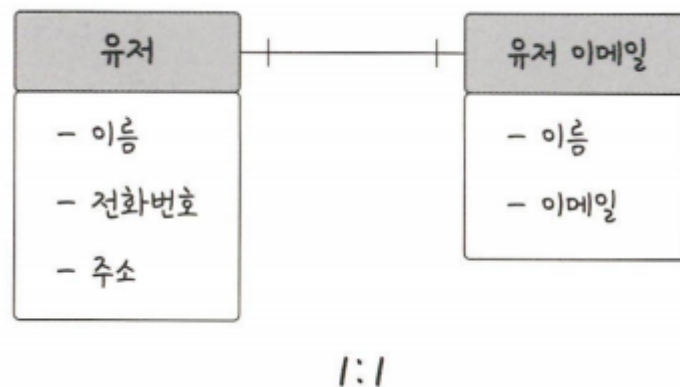 유저
- 이름
- 전화번호
- 주소
유저 이메일
- 이름
- 이메일
1:1